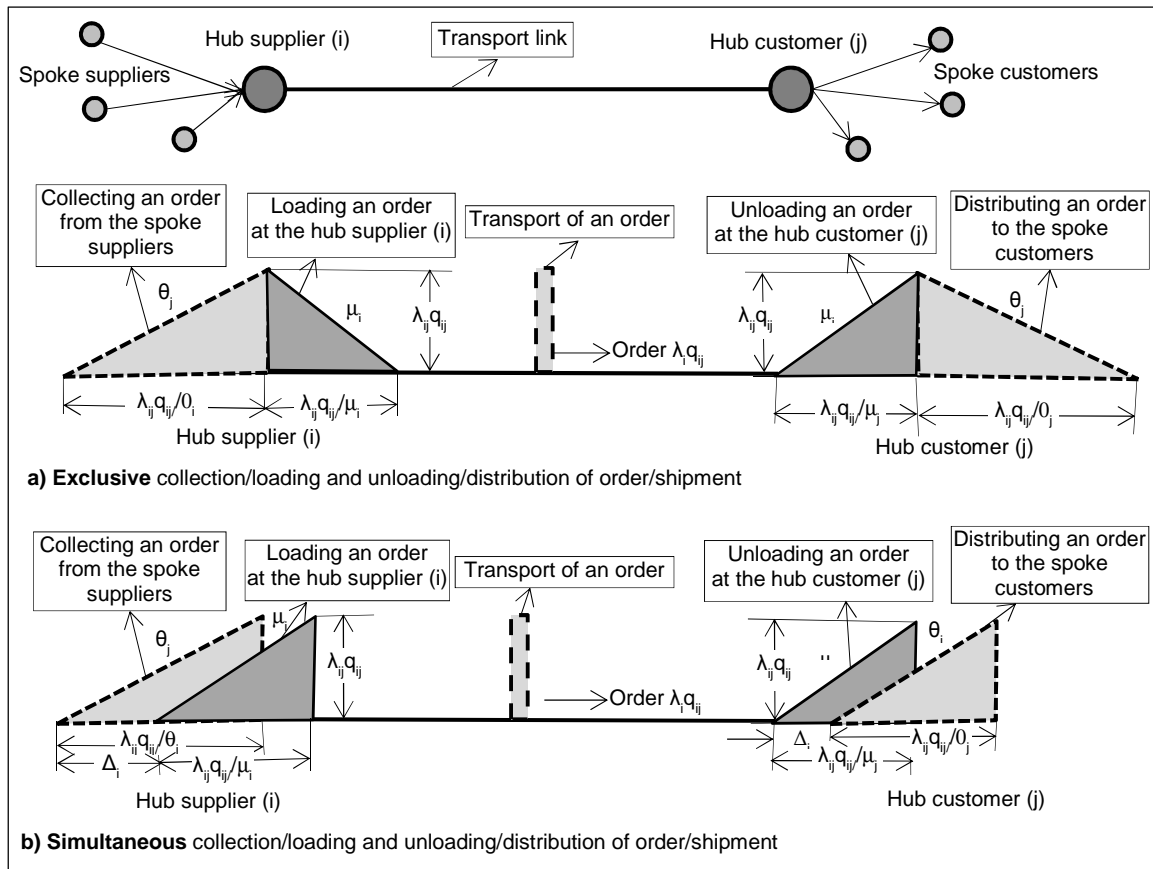 Hub supplier (i)
Transport link
Hub customer (j)
Spoke suppliers
Spoke customers
Collecting an order
from the spoke
suppliers
Loading an order
at the hub supplier (i)
Transport of an order
Unloading an order
at the hub customer (j)
Distributing an order
to the spoke
customers
θj
μi
λijqij
Order λiqij
λijqij
μi
θj
λijqij/0i
λijqij/μi
λijqij/μj
λijqij/0j
Hub supplier (i)
Hub customer (j)
a) Exclusive collection/loading and unloading/distribution of order/shipment
Collecting an order
from the spoke
suppliers
Loading an order
at the hub supplier (i)
Transport of an order
Unloading an order
at the hub customer (j)
Distributing an order
to the spoke
customers
θj
μi
λijqij
Order λiqij
λijqij
θi
λijqij/θi
Δi
λijqij/μi
Δi
λijqij/μj
λijqij/0j
Hub supplier (i)
Hub customer (j)
b) Simultaneous collection/loading and unloading/distribution of order/shipment